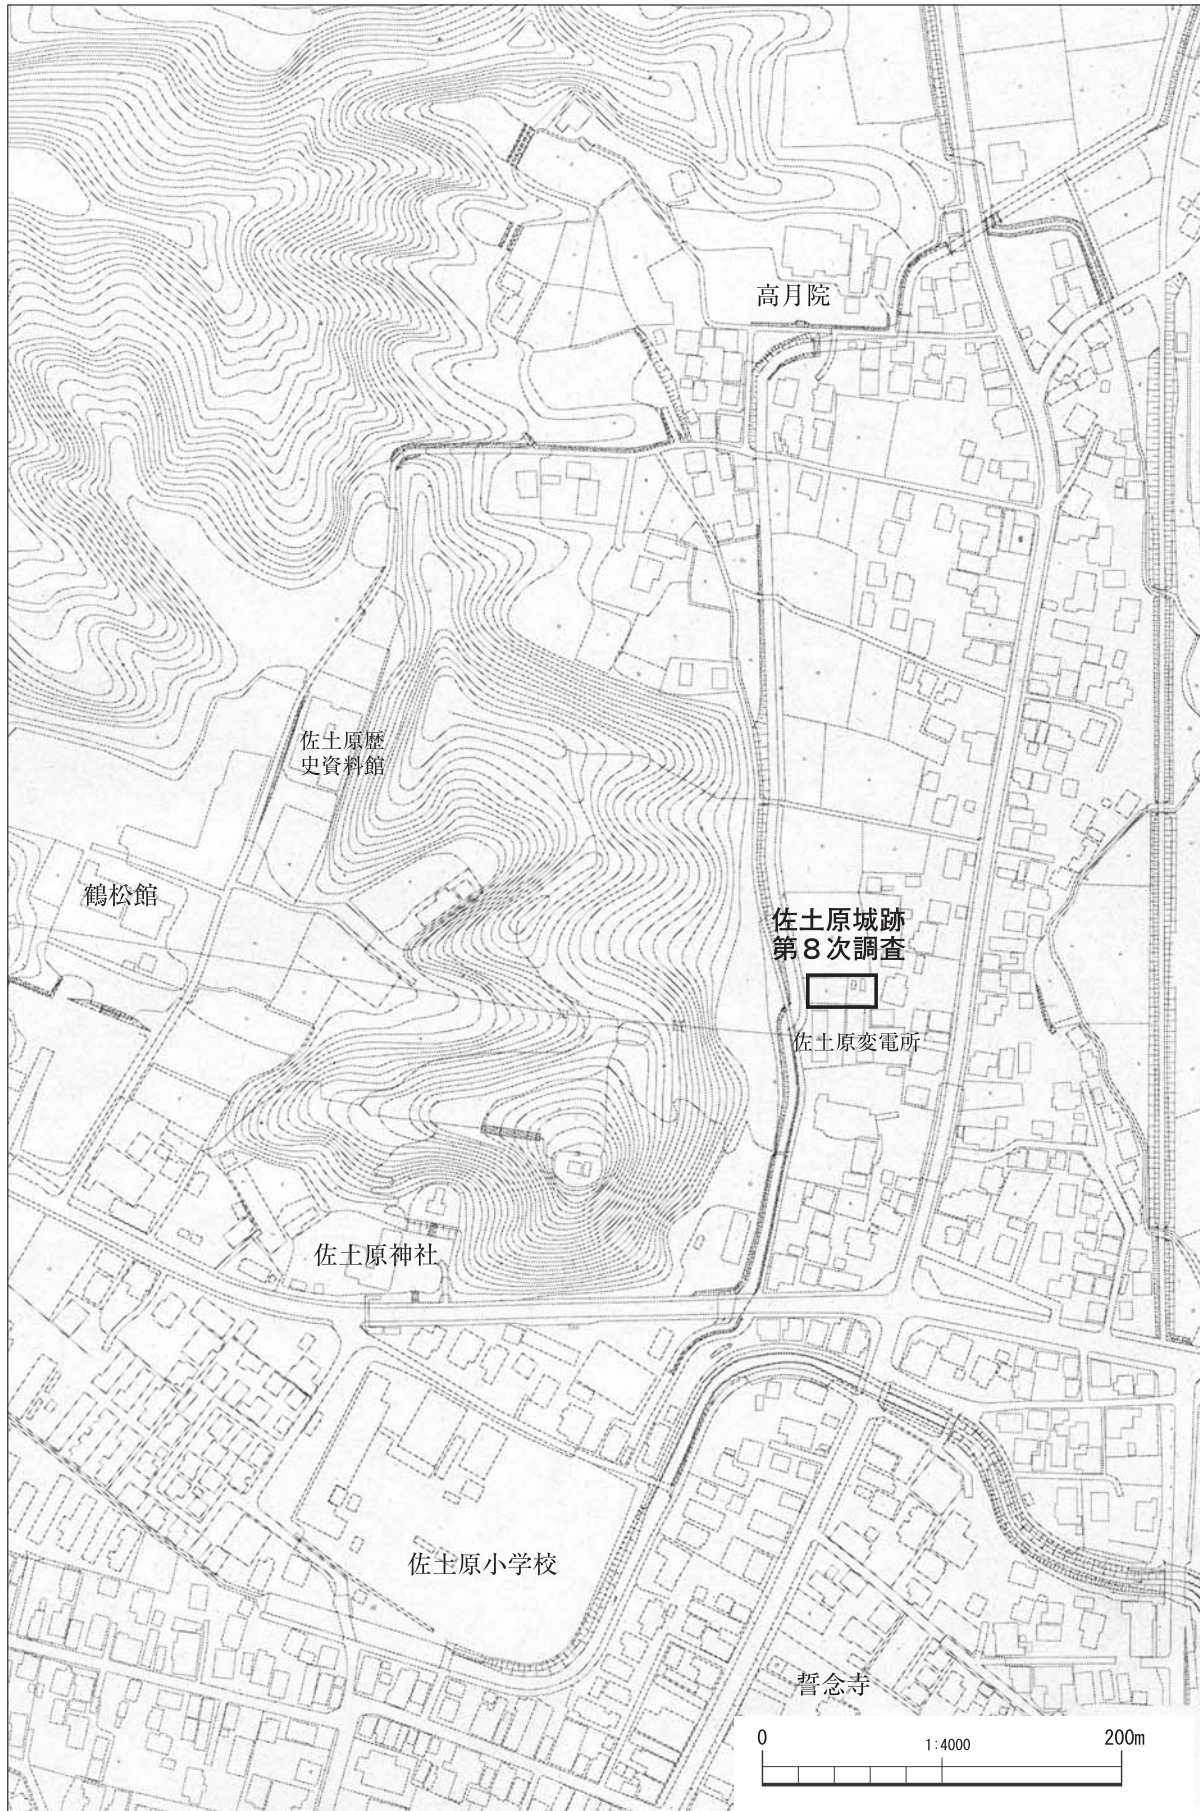 高月院
佐土原歴
史資料館
鶴松館
佐土原城跡
第8次調査
佐土原変電所
佐土原神社
佐土原小学校
誓念寺
0
1:4000
200m